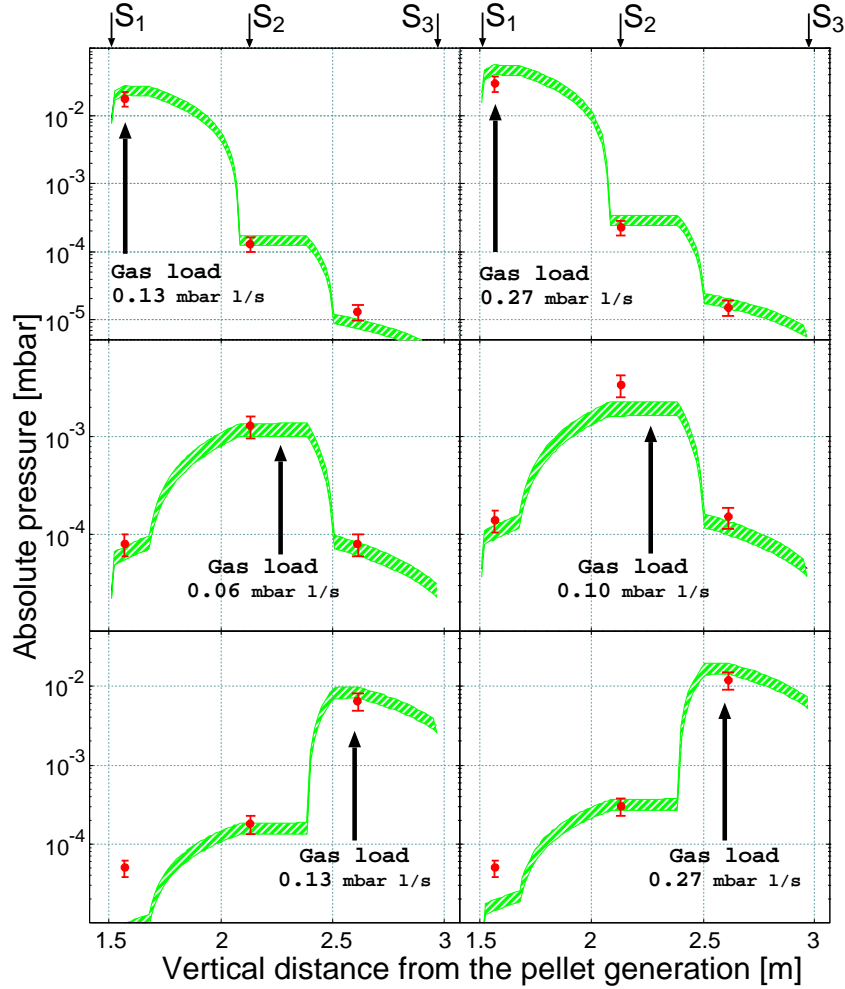 S1 S2 S3 S1 S2 S3
10-2
10-3
10-4
10-5
Gas load
0.13 mbar l/s
Gas load
0.27 mbar l/s
Absolute pressure [mbar]
10-3
10-4
Gas load
0.06 mbar l/s
Gas load
0.10 mbar l/s
10-2
10-3
10-4
Gas load
0.13 mbar l/s
Gas load
0.27 mbar l/s
1.5 2 2.5 3 1.5 2 2.5 3
Vertical distance from the pellet generation [m]